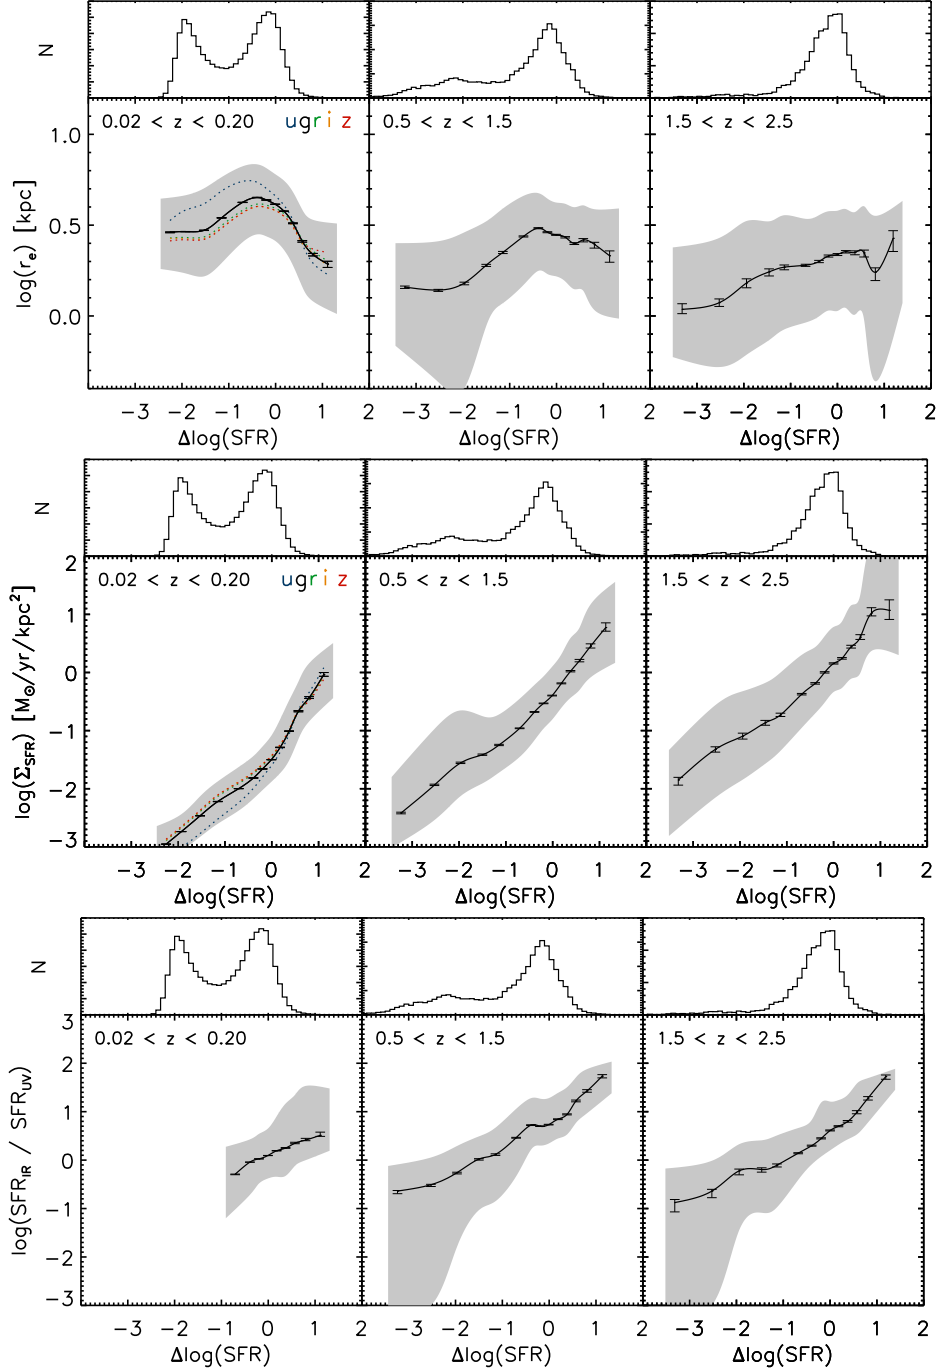 N
0.02 < z < 0.20 ugriz
0.5 < z < 1.5
1.5 < z < 2.5
log(re) [kpc]
1.0
0.5
0.0
−3 −2 −1 0 1 2
−3 −2 −1 0 1 2
−3 −2 −1 0 1 2
Δlog(SFR)
Δlog(SFR)
Δlog(SFR)
N
0.02 < z < 0.20 ugriz
0.5 < z < 1.5
1.5 < z < 2.5
log(ΣSFR) [M⊙/yr/kpc²]
2
1
0
−1
−2
−3
−3 −2 −1 0 1 2
−3 −2 −1 0 1 2
−3 −2 −1 0 1 2
Δlog(SFR)
Δlog(SFR)
Δlog(SFR)
N
0.02 < z < 0.20
0.5 < z < 1.5
1.5 < z < 2.5
log(SFRIR / SFRUV)
3
2
1
0
−1
−2
−3
−3 −2 −1 0 1 2
−3 −2 −1 0 1 2
−3 −2 −1 0 1 2
Δlog(SFR)
Δlog(SFR)
Δlog(SFR)